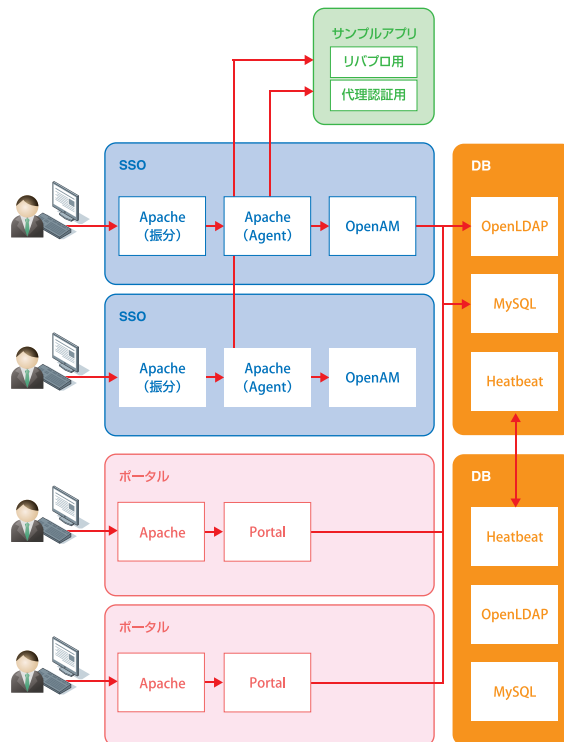 サンプルアプリ
リバプロ用
代理認証用
SSO
Apache
（振分）
Apache
（Agent）
OpenAM
SSO
Apache
（振分）
Apache
（Agent）
OpenAM
ポータル
Apache
Portal
ポータル
Apache
Portal
DB
OpenLDAP
MySQL
Heatbeat
DB
Heatbeat
OpenLDAP
MySQL